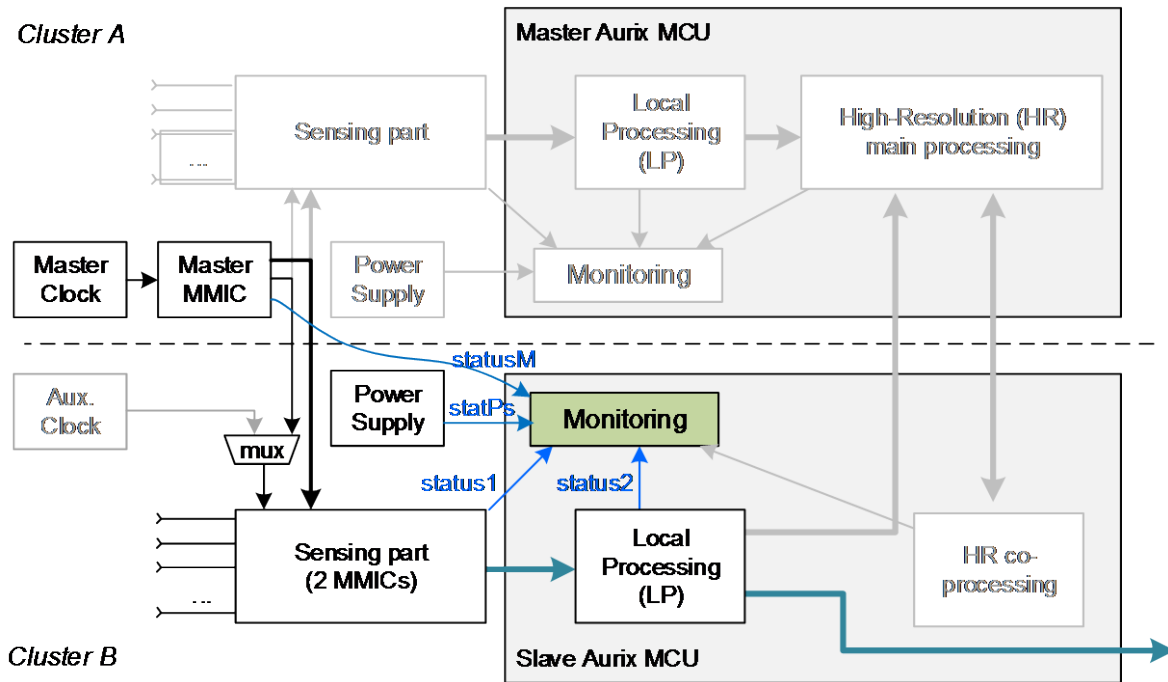 Cluster A
Master Aurix MCU
Sensing part
...
Local
Processing
(LP)
High-Resolution (HR)
main processing
Master
Clock
Master
MMIC
Power
Supply
Monitoring
statusM
Aux.
Clock
mux
Power
Supply
statPs
Monitoring
status1
status2
Sensing part
(2 MMICs)
...
Local
Processing
(LP)
HR co-
processing
Cluster B
Slave Aurix MCU